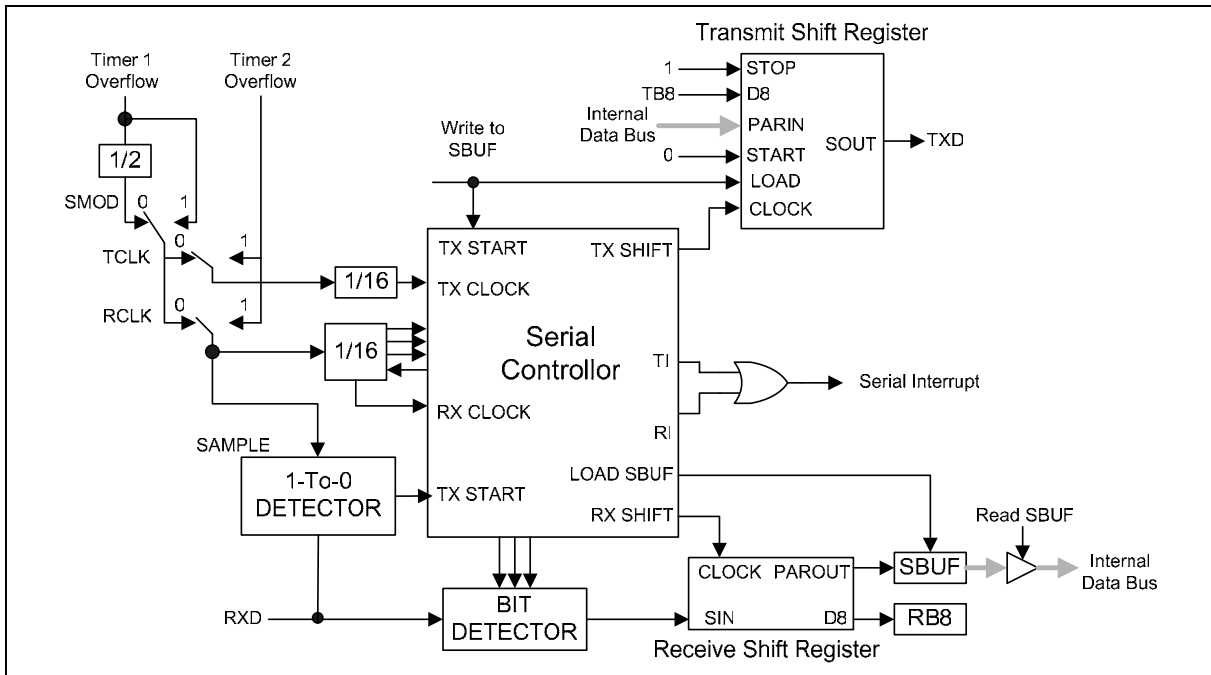 Transmit Shift Register
Timer 1
Overflow
Timer 2
Overflow
1
STOP
TB8
D8
Internal
Data Bus
PARIN
SOUT
TXD
0
START
LOAD
CLOCK
Write to
SBUF
1/2
SMOD
0
1
TCLK
0
1
RCLK
0
1
1/16
1/16
TX START
TX SHIFT
TX CLOCK
Serial
Controllor
TI
RX CLOCK
RI
Serial Interrupt
SAMPLE
1-To-0
DETECTOR
LOAD SBUF
TX START
RX SHIFT
Read SBUF
CLOCK
PAROUT
SBUF
Internal
Data Bus
RXD
BIT
DETECTOR
SIN
D8
RB8
Receive Shift Register